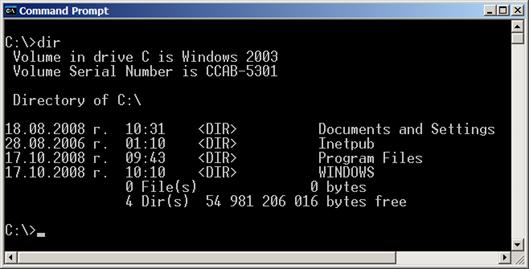 C:\ Command Prompt
C:\>dir
Volume in drive C is Windows 2003
Volume Serial Number is CCAB-5301
Directory of C:\
18.08.2008 г. 10:31 <DIR> Documents and Settings
28.08.2006 г. 01:10 <DIR> Inetpub
17.10.2008 г. 09:43 <DIR> Program Files
17.10.2008 г. 10:10 <DIR> WINDOWS
0 File(s) 0 bytes
4 Dir(s) 54 981 206 016 bytes free
C:\>_